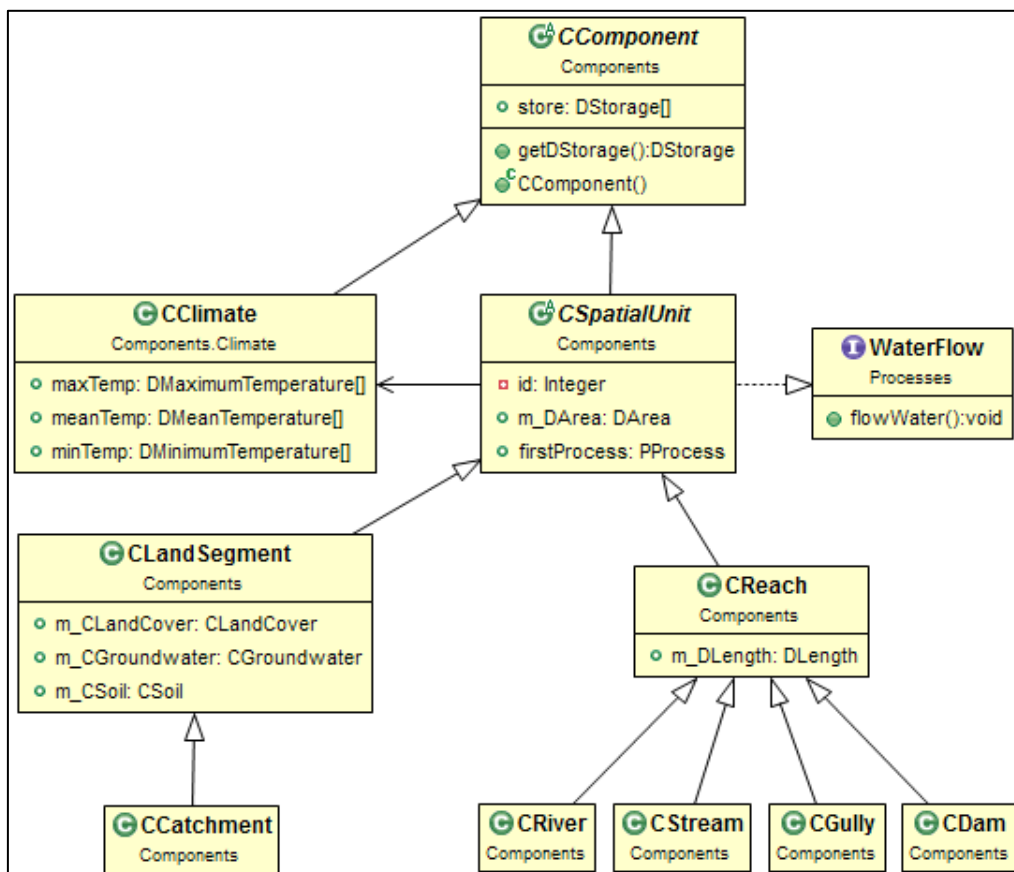 CComponent
Components
store: DStorage[]
getDStorage():DStorage
CComponent()
CClimate
Components.Climate
maxTemp: DMaximumTemperature[]
meanTemp: DMeanTemperature[]
minTemp: DMinimumTemperature[]
CSpatialUnit
Components
id: Integer
m_DArea: DArea
firstProcess: PProcess
WaterFlow
Processes
flowWater():void
CLandSegment
Components
m_CLandCover: CLandCover
m_CGroundwater: CGroundwater
m_CSoil: CSoil
CReach
Components
m_DLength: DLength
CCatchment
Components
CRiver
Components
CStream
Components
CGully
Components
CDam
Components